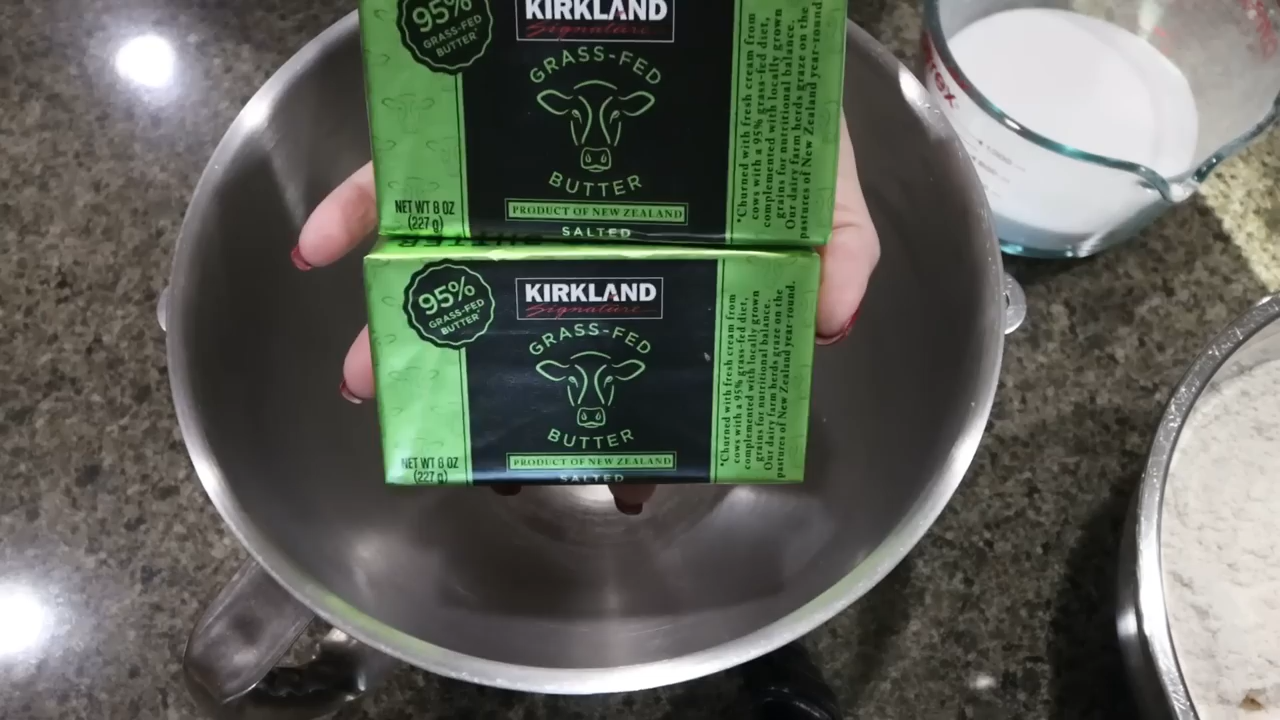 95%
GRASS-FED
BUTTER*
KIRKLAND
Signature
GRASS-FED
BUTTER
PRODUCT OF NEW ZEALAND
SALTED
NET WT 8 OZ
(227 g)
*Churned with fresh cream from
cows with a 95% grass-fed diet,
complemented with locally grown
grains for nutritional balance.
Our dairy farm herds graze on the
pastures of New Zealand year-round
BUTTER
95%
GRASS-FED
BUTTER*
KIRKLAND
Signature
GRASS-FED
BUTTER
PRODUCT OF NEW ZEALAND
SALTED
NET WT 8 OZ
(227 g)
*Churned with fresh cream from
cows with a 95% grass-fed diet,
complemented with locally grown
grains for nutritional balance.
Our dairy farm herds graze on the
pastures of New Zealand year-round.